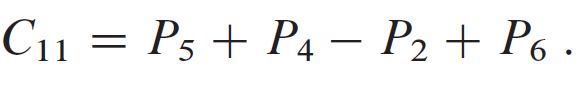 C₁₁ = P₅ + P₄ − P₂ + P₆ .